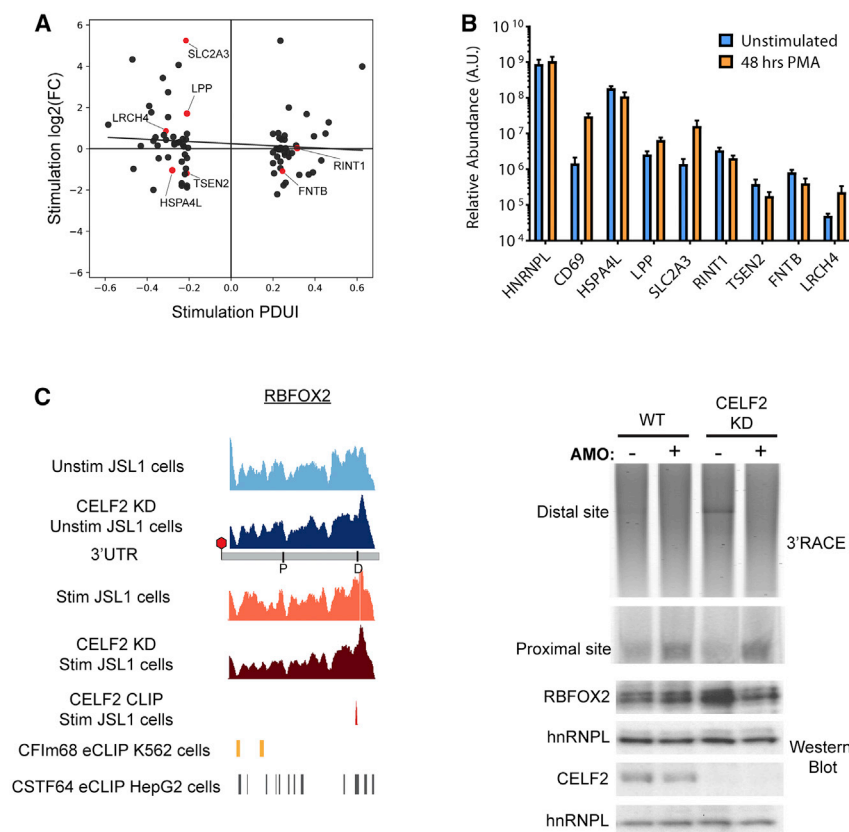 A
Stimulation log2(FC)
6
4
2
0
−2
−4
−6
SLC2A3
LPP
LRCH4
RINT1
TSEN2
FNTB
HSPA4L
−0.6
−0.4
−0.2
0.0
0.2
0.4
0.6
Stimulation PDUI
B
Relative Abundance (A.U.)
10^10
10^9
10^8
10^7
10^6
10^5
10^4
Unstimulated
48 hrs PMA
HNRNPL
CD69
HSPA4L
LPP
SLC2A3
RINT1
TSEN2
FNTB
LRCH4
C
RBFOX2
Unstim JSL1 cells
CELF2 KD
Unstim JSL1 cells
3'UTR
P
D
Stim JSL1 cells
CELF2 KD
Stim JSL1 cells
CELF2 CLIP
Stim JSL1 cells
CFIm68 eCLIP K562 cells
CSTF64 eCLIP HepG2 cells
WT
CELF2
KD
AMO: - + - +
Distal site
3'RACE
Proximal site
RBFOX2
hnRNPL
CELF2
hnRNPL
Western
Blot